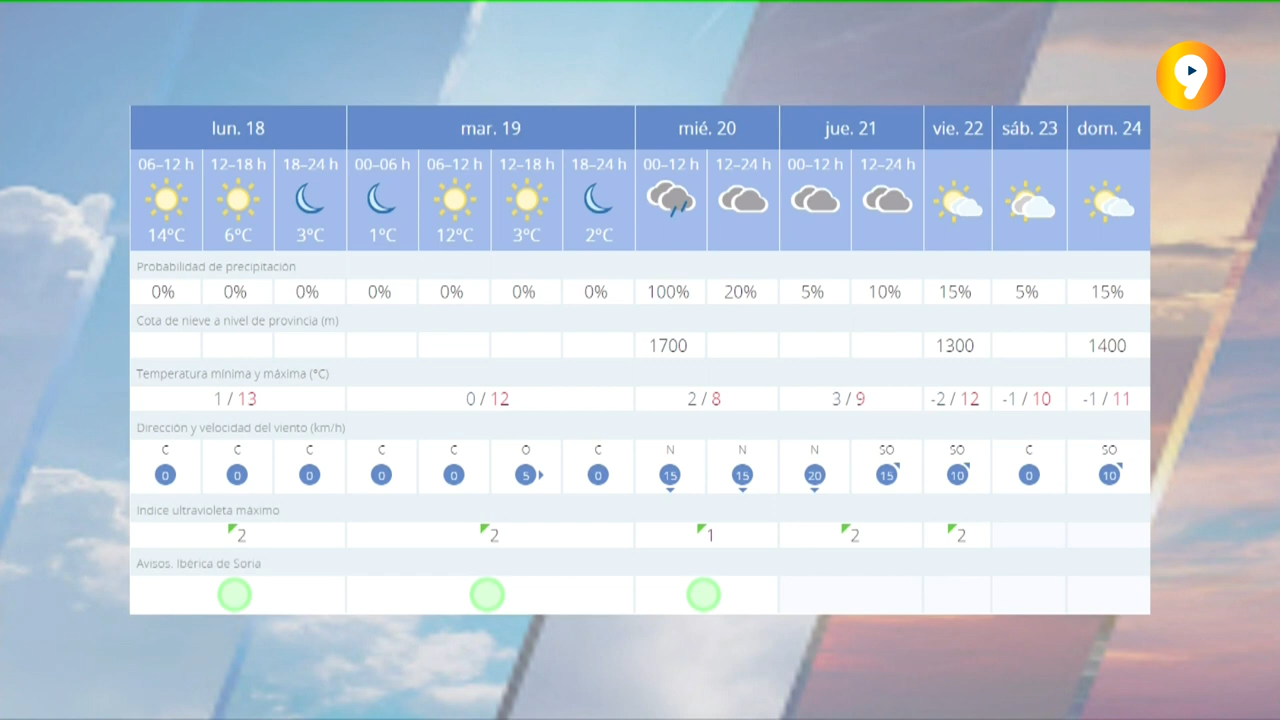 9
lun. 18 mar. 19 mié. 20 jue. 21 vie. 22 sáb. 23 dom. 24
06–12 h 12–18 h 18–24 h 00–06 h 06–12 h 12–18 h 18–24 h 00–12 h 12–24 h 00–12 h 12–24 h
14°C 6°C 3°C 1°C 12°C 3°C 2°C
Probabilidad de precipitación
0% 0% 0% 0% 0% 0% 0% 100% 20% 5% 10% 15% 5% 15%
Cota de nieve a nivel de provincia (m)
1700 1300 1400
Temperatura mínima y máxima (°C)
1 / 13 0 / 12 2 / 8 3 / 9 -2 / 12 -1 / 10 -1 / 11
Dirección y velocidad del viento (km/h)
C C C C C O C N N N SO SO C SO
0 0 0 0 0 5 0 15 15 20 15 10 0 10
Indice ultravioleta máximo
2 2 1 2 2
Avisos. Ibérica de Soria